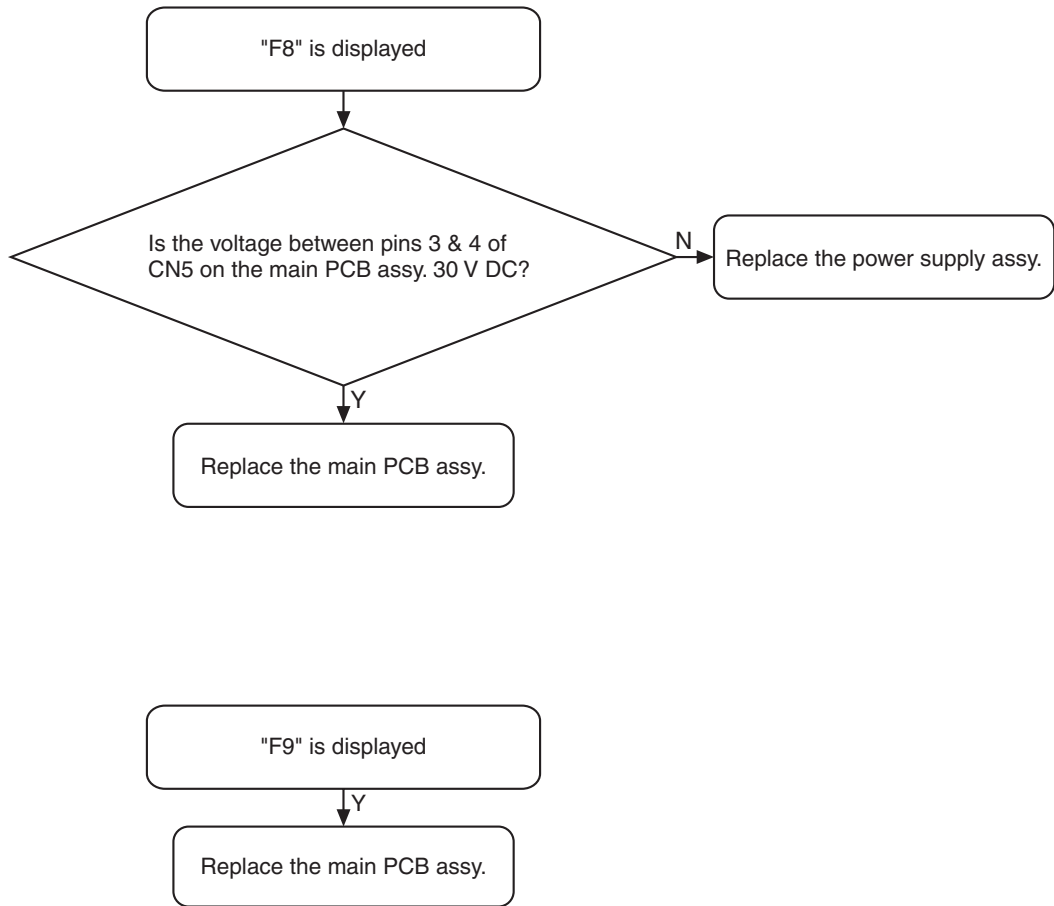 "F8" is displayed
Is the voltage between pins 3 & 4 of
CN5 on the main PCB assy. 30 V DC?
N
Replace the power supply assy.
Y
Replace the main PCB assy.
"F9" is displayed
Y
Replace the main PCB assy.